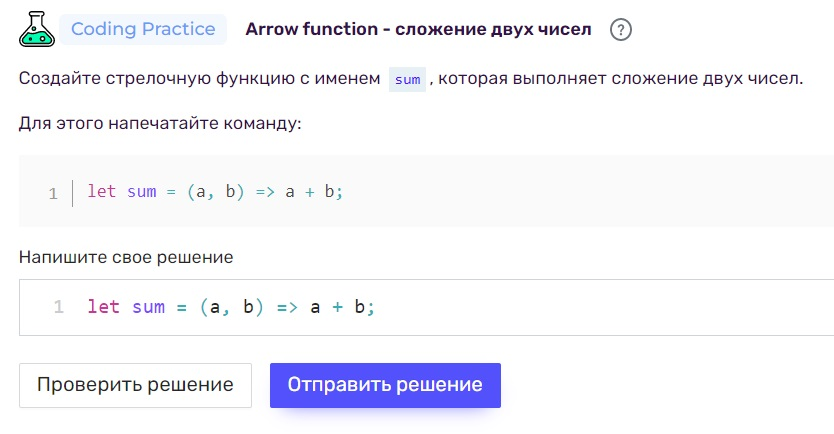 Coding Practice Arrow function - сложение двух чисел ?
Создайте стрелочную функцию с именем sum, которая выполняет сложение двух чисел.
Для этого напечатайте команду:
1 let sum = (a, b) => a + b;
Напишите свое решение
1 let sum = (a, b) => a + b;
Проверить решение Отправить решение